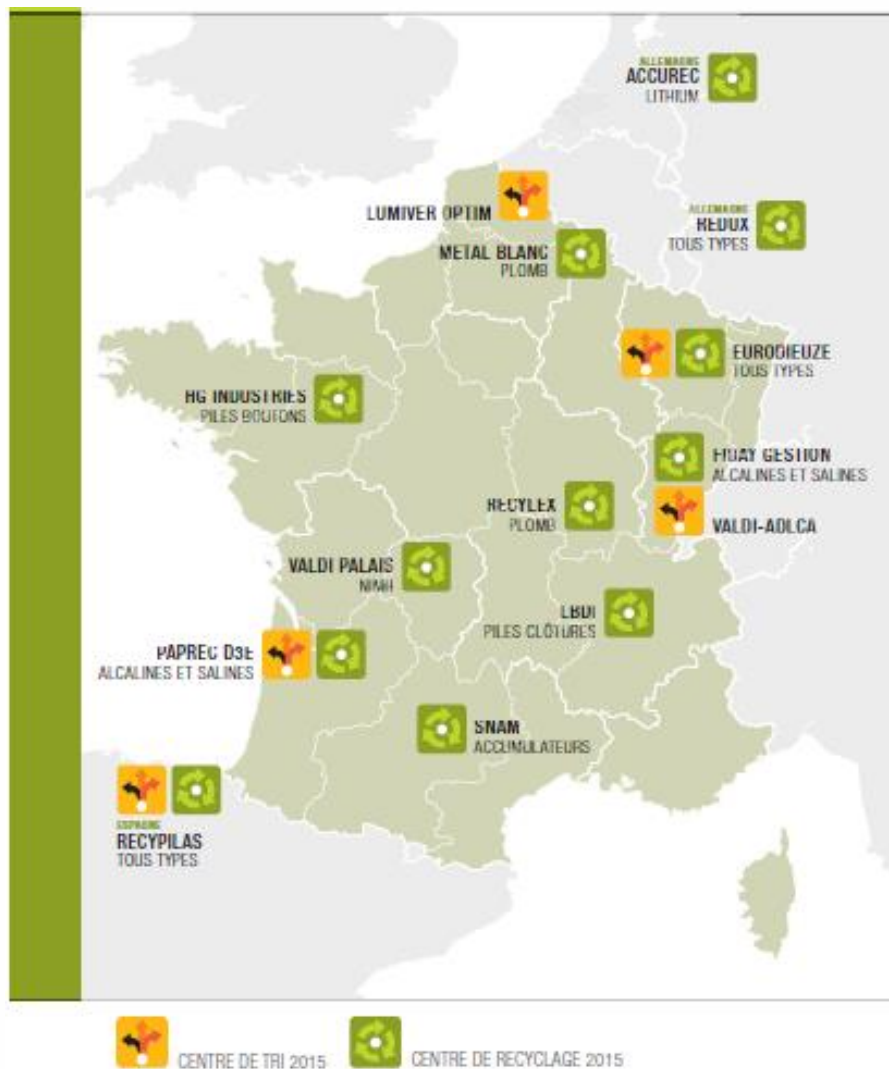 ALLEMAGNE
ACCUREC
LITHIUM
LUMIVER OPTIM
ALLEMAGNE
REDUX
TOUS TYPES
METAL BLANC
PLOMB
EURODIEUZE
TOUS TYPES
HG INDUSTRIES
PILES BOUTONS
FIDAY GESTION
ALCALINES ET SALINES
RECYLEX
PLOMB
VALDI-ADLCA
VALDI PALAIS
NIMH
LBDI
PILES CLÔTURES
PAPREC D3E
ALCALINES ET SALINES
SNAM
ACCUMULATEURS
ESPAGNE
RECYPILAS
TOUS TYPES
CENTRE DE TRI 2015
CENTRE DE RECYCLAGE 2015